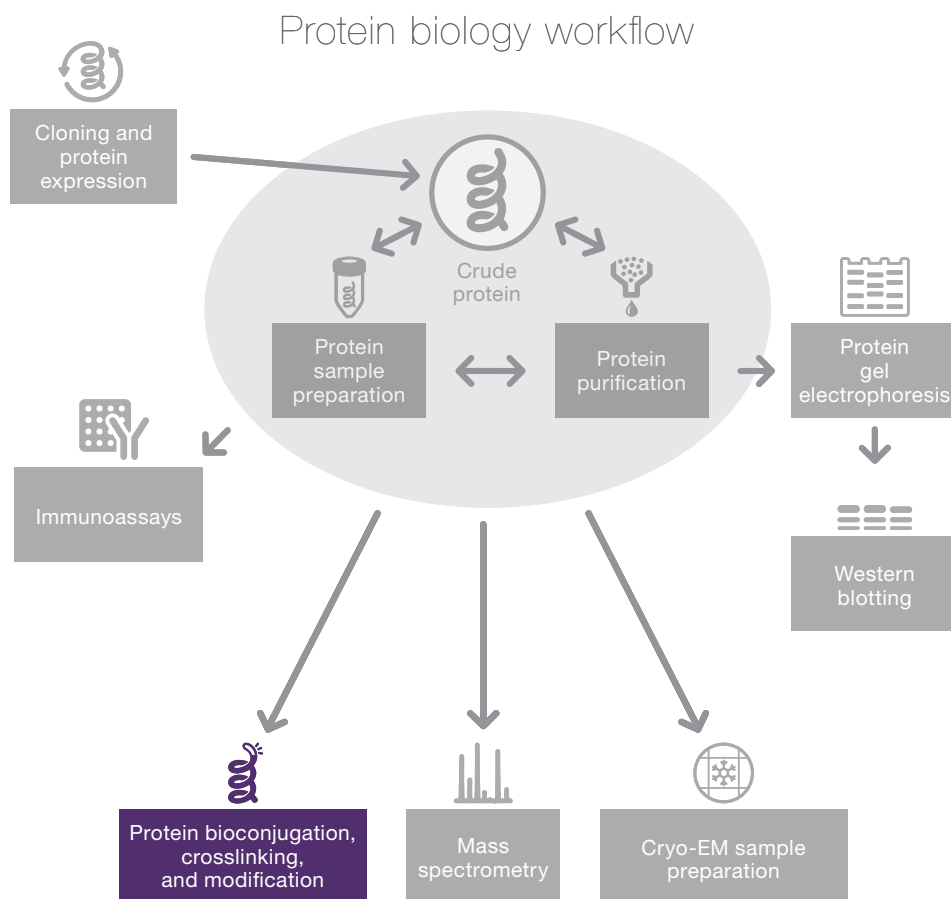 Protein biology workflow
Cloning and
protein
expression
Crude
protein
Protein
sample
preparation
Protein
purification
Protein
gel
electrophoresis
Immunoassays
Western
blotting
Protein bioconjugation,
crosslinking,
and modification
Mass
spectrometry
Cryo-EM sample
preparation